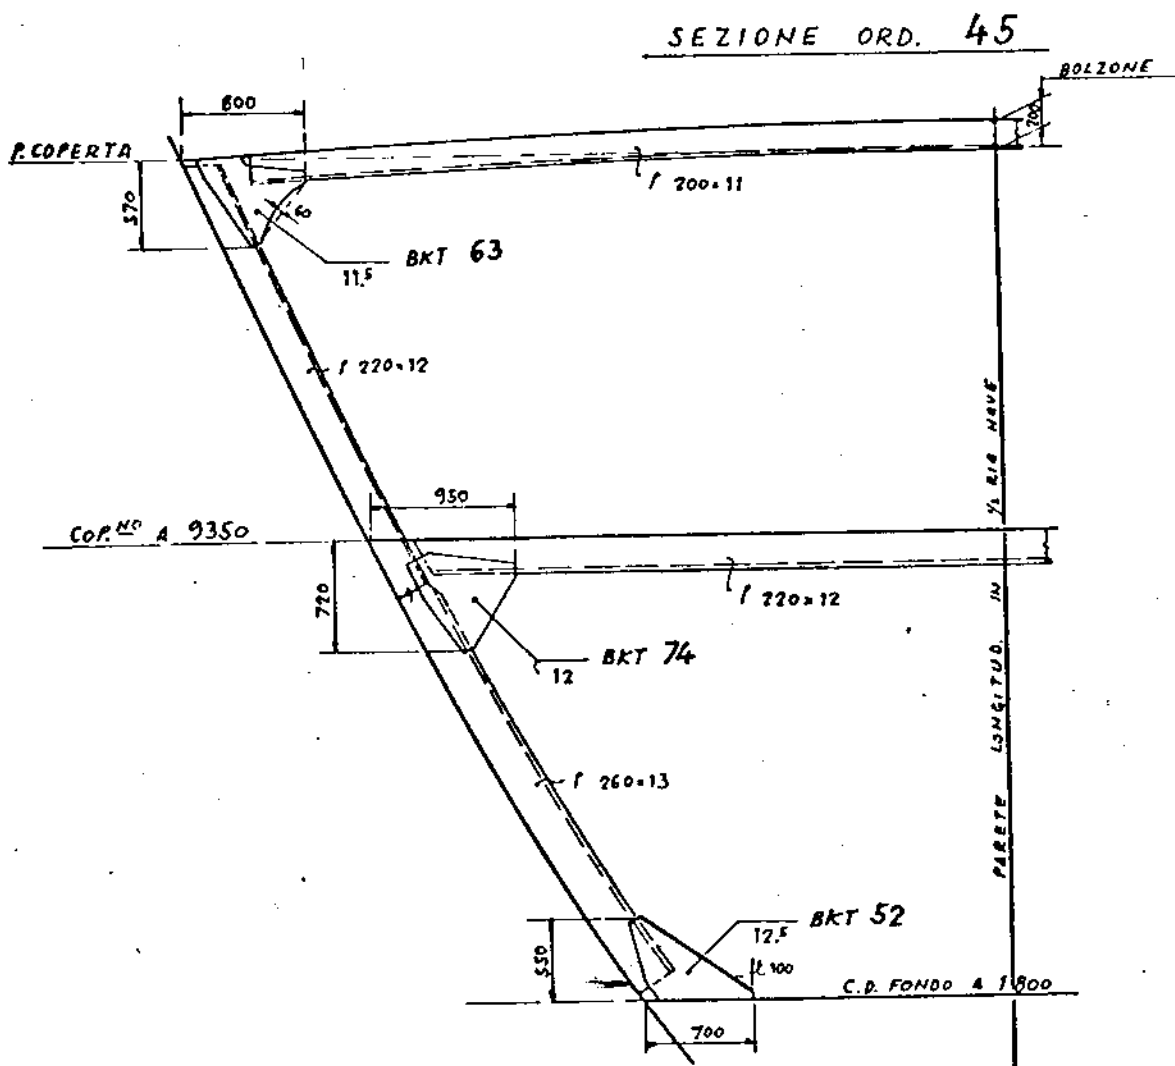 SEZIONE ORD. 45
BOLZONE
800
200
P. COPERTA
570
60
ſ 200×11
BKT 63
11.5
ſ 220×12
950
COP.NO A 9350
720
ſ 220×12
BKT 74
12
PARETE LONGITUD. IN ½ RIA NAVE
ſ 260×13
BKT 52
12.5
550
ſ 100
C.D. FONDO A 1800
700